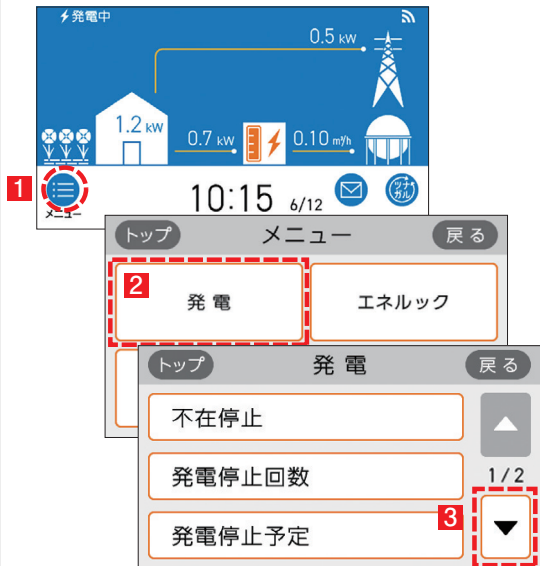 発電中
0.5 kW
1.2 kW
0.7 kW
0.10 m³/h
1
メニュー
10:15 6/12
ツナガル
トップ メニュー 戻る
2
発電 エネルック
トップ 発電 戻る
不在停止
発電停止回数 1/2
3
発電停止予定